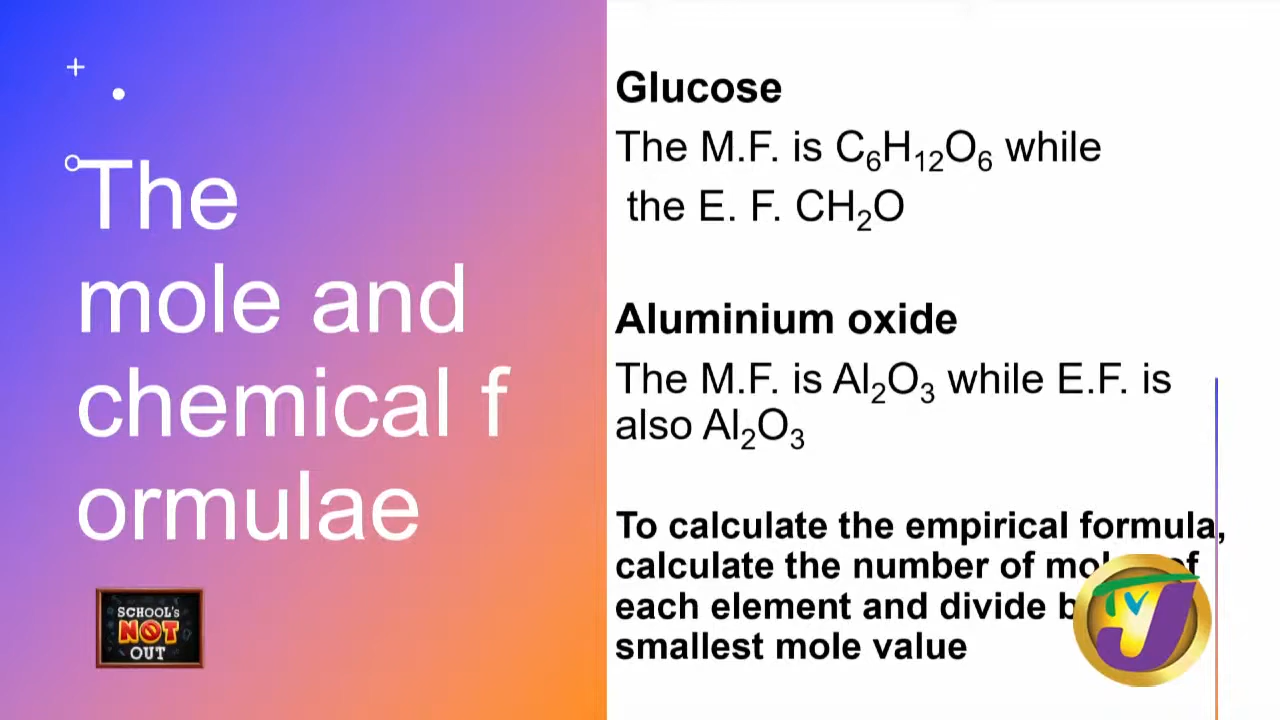 The
mole and
chemical f
ormulae
SCHOOL's
NOT
OUT
Glucose
The M.F. is C₆H₁₂O₆ while
the E. F. CH₂O
Aluminium oxide
The M.F. is Al₂O₃ while E.F. is
also Al₂O₃
To calculate the empirical formula,
calculate the number of of
each element and divide
smallest mole value
TVJ